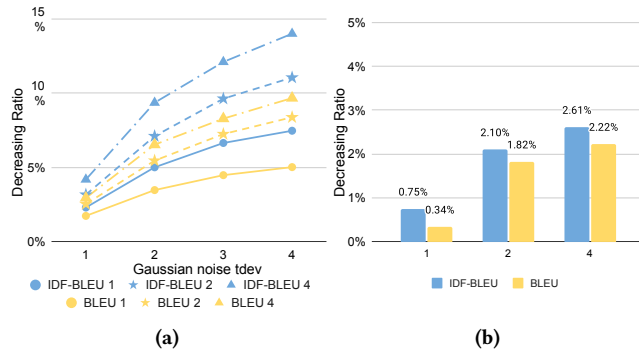 15
%
10
%
5%
0%
Decreasing Ratio
1 2 3 4
Gaussian noise tdev
IDF-BLEU 1 IDF-BLEU 2 IDF-BLEU 4
BLEU 1 BLEU 2 BLEU 4
(a)
5%
4%
3%
2%
1%
0%
Decreasing Ratio
0.75%
0.34%
2.10%
1.82%
2.61%
2.22%
1 2 4
IDF-BLEU BLEU
(b)